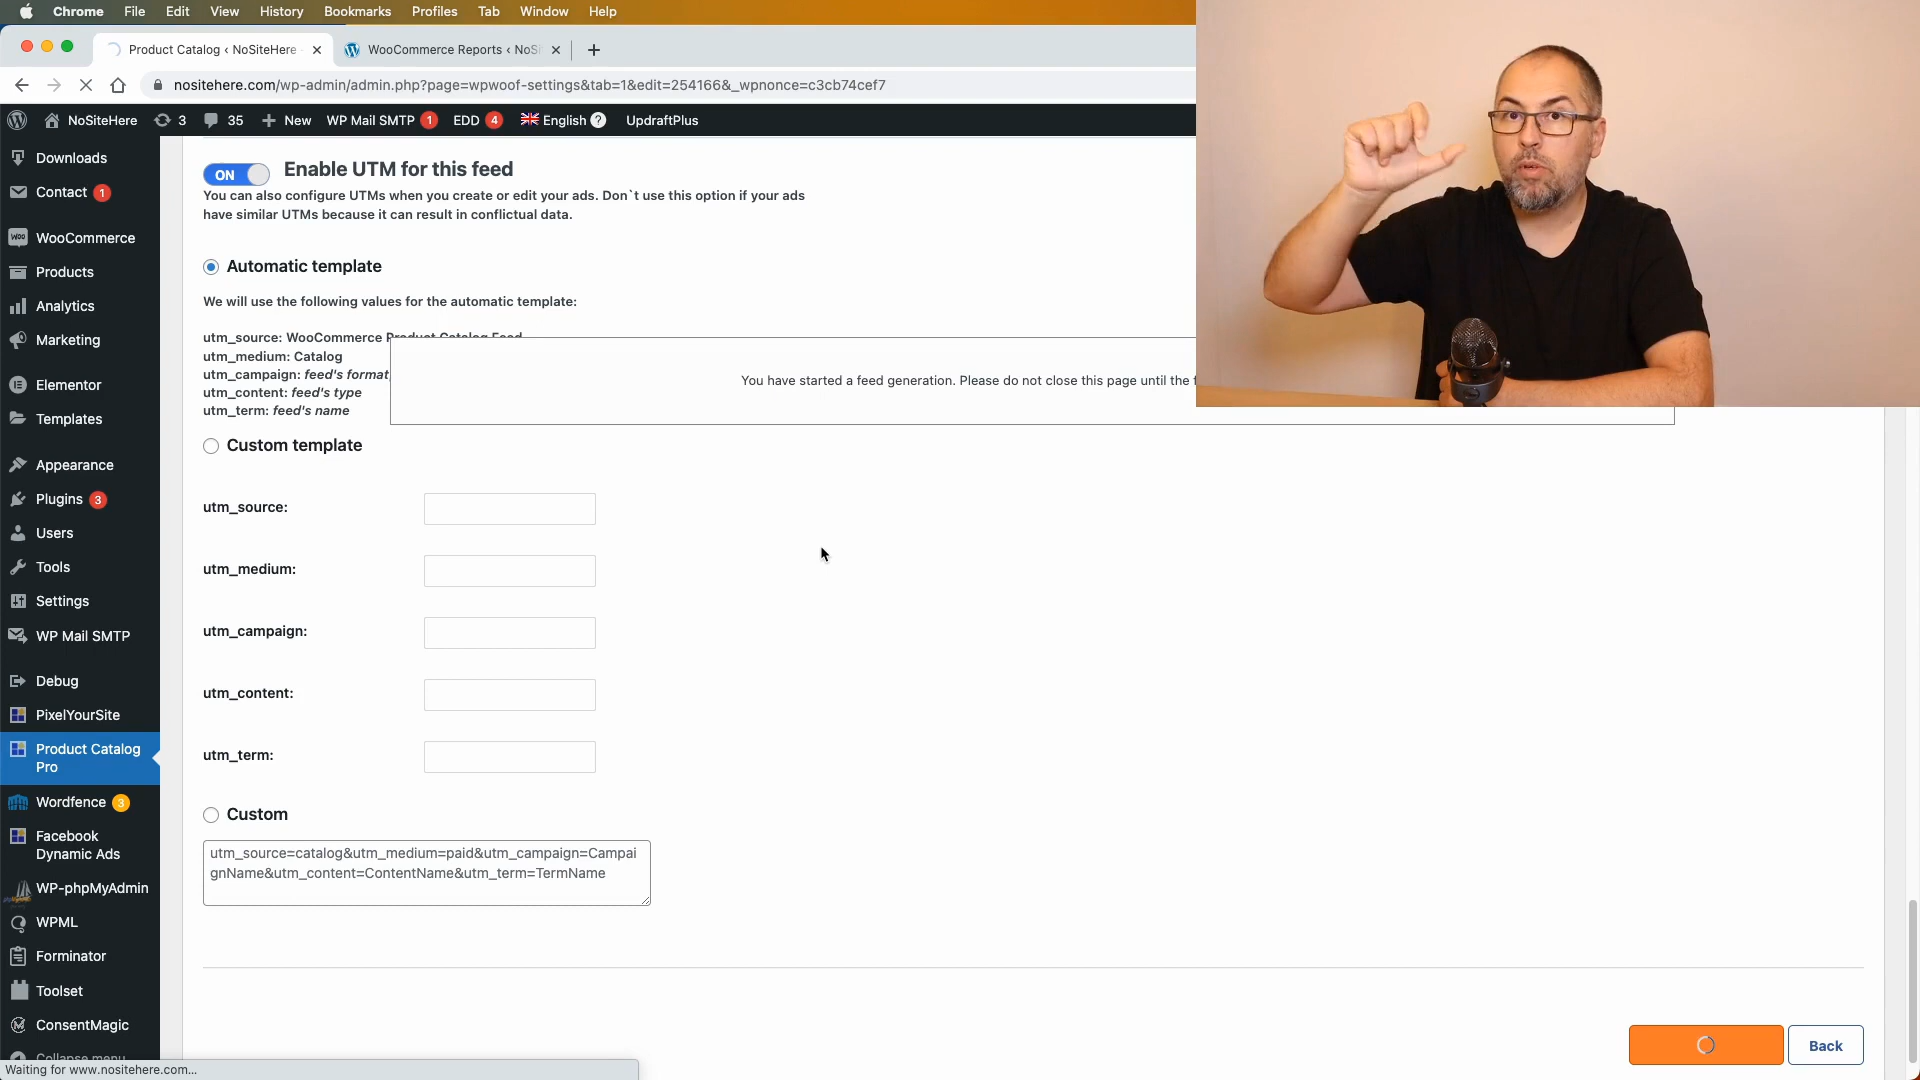 Chrome File Edit View History Bookmarks Profiles Tab Window Help
Product Catalog ‹ NoSiteHere
WooCommerce Reports ‹ NoSi
nositehere.com/wp-admin/admin.php?page=wpwoof-settings&tab=1&edit=254166&_wpnonce=c3cb74cef7
NoSiteHere 3 35 New WP Mail SMTP 1 EDD 4 English ? UpdraftPlus
Downloads
Contact 1
WooCommerce
Products
Analytics
Marketing
Elementor
Templates
Appearance
Plugins 3
Users
Tools
Settings
WP Mail SMTP
Debug
PixelYourSite
Product Catalog
Pro
Wordfence 3
Facebook
Dynamic Ads
WP-phpMyAdmin
WPML
Forminator
Toolset
ConsentMagic
Collapse menu
ON Enable UTM for this feed
You can also configure UTMs when you create or edit your ads. Don`t use this option if your ads
have similar UTMs because it can result in conflictual data.
Automatic template
We will use the following values for the automatic template:
utm_source: WooCommerce Product Catalog Feed
utm_medium: Catalog
utm_campaign: feed's format
utm_content: feed's type
utm_term: feed's name
You have started a feed generation. Please do not close this page until the
Custom template
utm_source:
utm_medium:
utm_campaign:
utm_content:
utm_term:
Custom
utm_source=catalog&utm_medium=paid&utm_campaign=Campai
gnName&utm_content=ContentName&utm_term=TermName
Back
Waiting for www.nositehere.com...